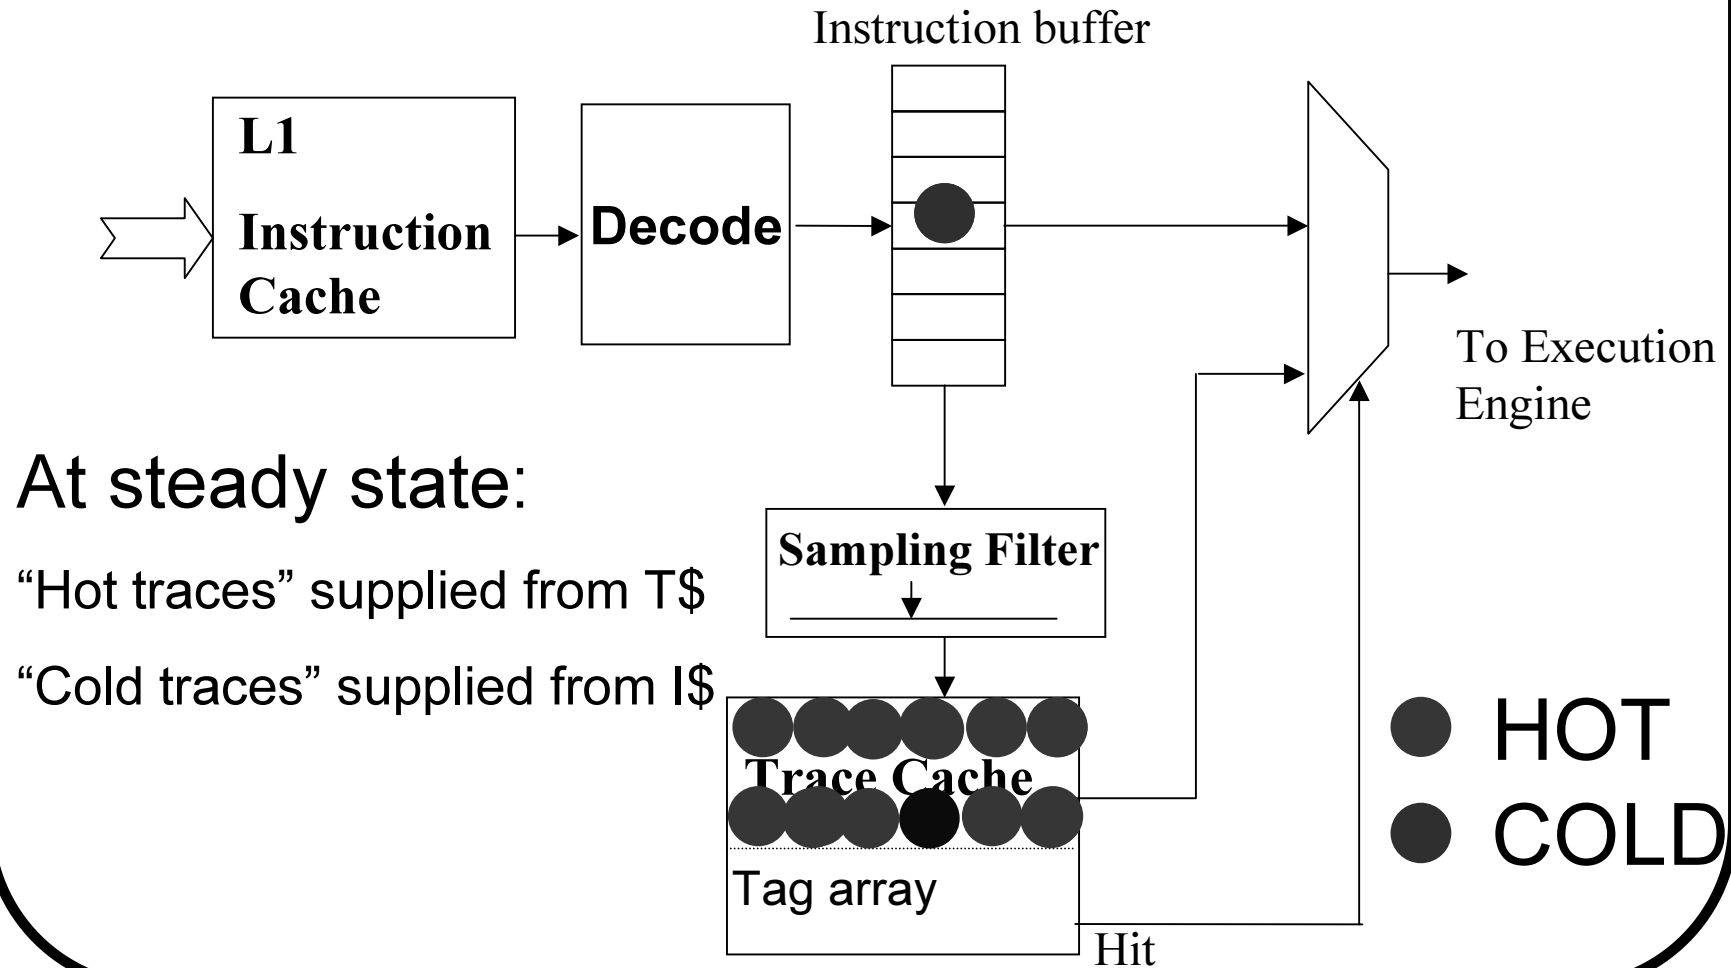 Instruction buffer
L1
Instruction
Cache
Decode
To Execution
Engine
At steady state:
“Hot traces” supplied from T$
“Cold traces” supplied from I$
Sampling Filter
Trace Cache
Tag array
Hit
HOT
COLD